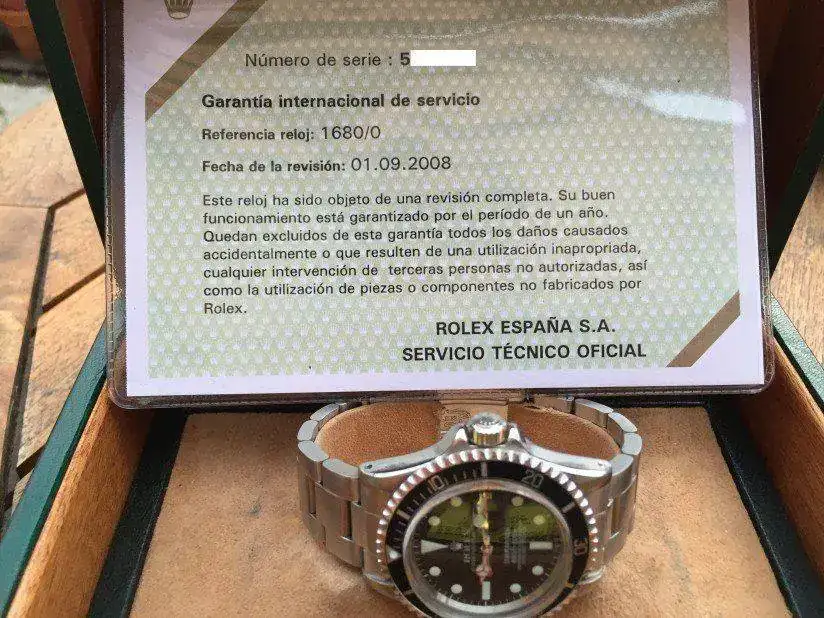 Número de serie : 5
Garantía internacional de servicio
Referencia reloj: 1680/0
Fecha de la revisión: 01.09.2008
Este reloj ha sido objeto de una revisión completa. Su buen
funcionamiento está garantizado por el período de un año.
Quedan excluidos de esta garantía todos los daños causados
accidentalmente o que resulten de una utilización inapropriada,
cualquier intervención de terceras personas no autorizadas, así
como la utilización de piezas o componentes no fabricados por
Rolex.
ROLEX ESPAÑA S.A.
SERVICIO TÉCNICO OFICIAL
10 20
30